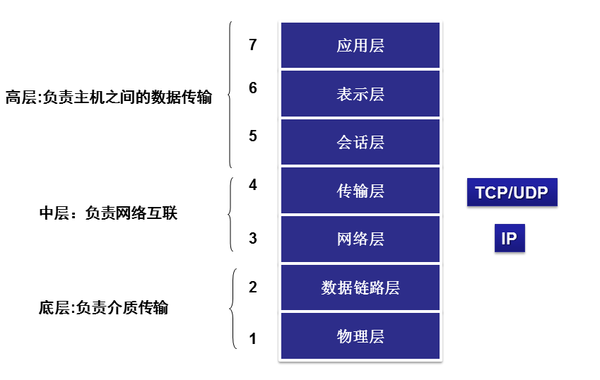 7 应用层
高层:负责主机之间的数据传输
6 表示层
5 会话层
4 传输层 TCP/UDP
中层：负责网络互联
3 网络层 IP
2 数据链路层
底层:负责介质传输
1 物理层